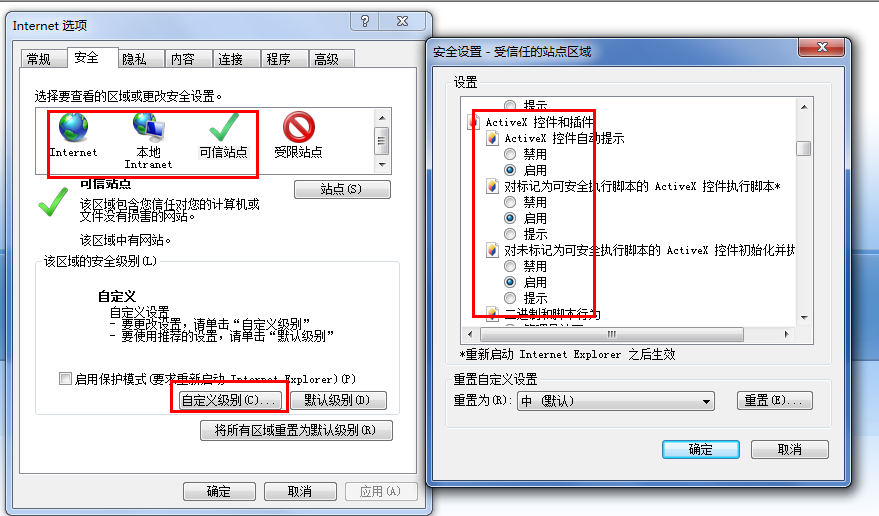 Internet 选项
常规
安全
隐私
内容
连接
程序
高级
选择要查看的区域或更改安全设置。
Internet
本地
Intranet
可信站点
受限站点
可信站点
站点(S)
该区域包含您信任对您的计算机或
文件没有损害的网站。
该区域中有网站。
该区域的安全级别(L)
自定义
自定义设置
- 要更改设置，请单击“自定义级别”
- 要使用推荐的设置，请单击“默认级别”
启用保护模式(要求重新启动 Internet Explorer)(P)
自定义级别(C)...
默认级别(D)
将所有区域重置为默认级别(R)
确定
取消
应用(A)
安全设置 - 受信任的站点区域
设置
提示
ActiveX 控件和插件
ActiveX 控件自动提示
禁用
启用
对标记为可安全执行脚本的 ActiveX 控件执行脚本*
禁用
启用
提示
对未标记为可安全执行脚本的 ActiveX 控件初始化并执
禁用
启用
提示
二进制和脚本行为
*重新启动 Internet Explorer 之后生效
重置自定义设置
重置为(R):
中 (默认)
重置(E)...
确定
取消